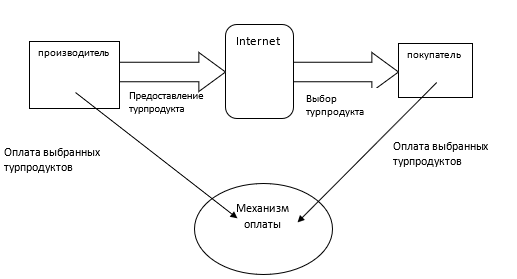 производитель
Internet
покупатель
Предоставление
турпродукта
Выбор
турпродукта
Оплата выбранных
турпродуктов
Оплата выбранных
турпродуктов
Механизм
оплаты